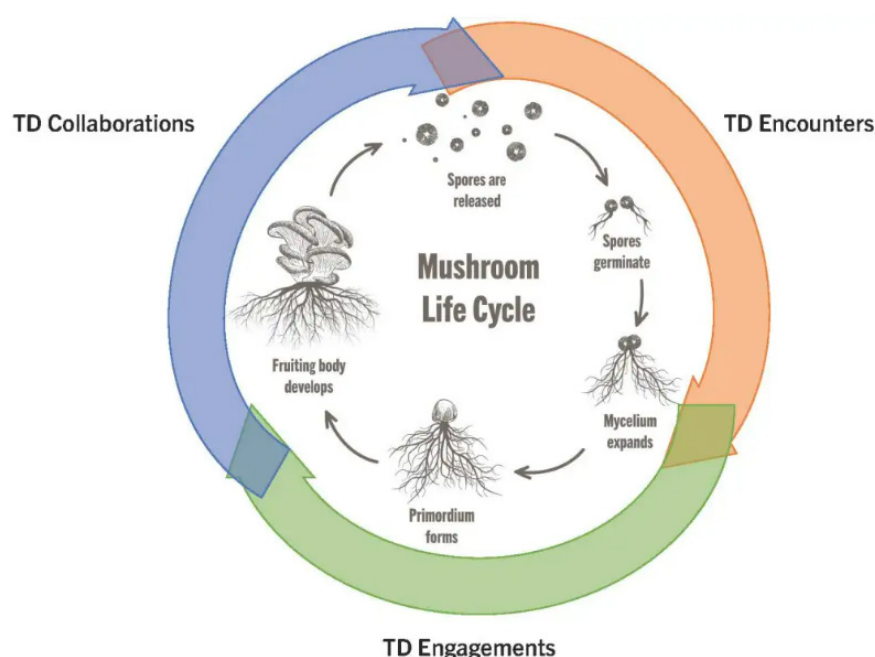 TD Collaborations
TD Encounters
Spores are
released
Spores
germinate
Mushroom
Life Cycle
Mycelium
expands
Primordium
forms
Fruiting body
develops
TD Engagements